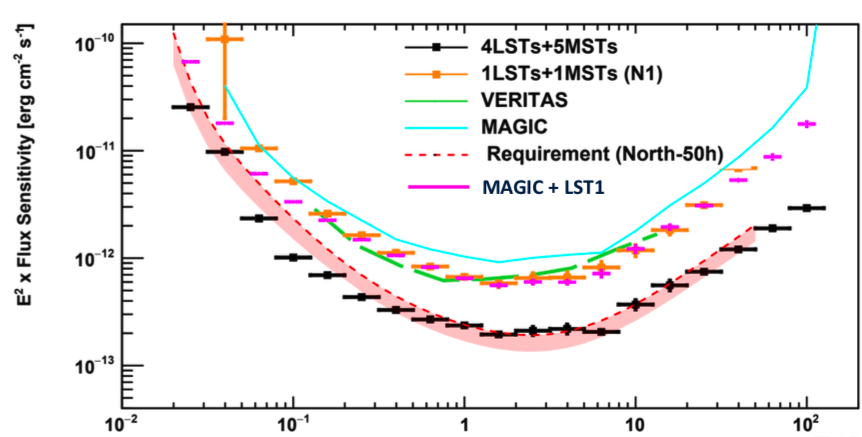 E² x Flux Sensitivity [erg cm⁻² s⁻¹]
10⁻¹⁰
10⁻¹¹
10⁻¹²
10⁻¹³
4LSTs+5MSTs
1LSTs+1MSTs (N1)
VERITAS
MAGIC
Requirement (North-50h)
MAGIC + LST1
10⁻² 10⁻¹ 1 10 10²